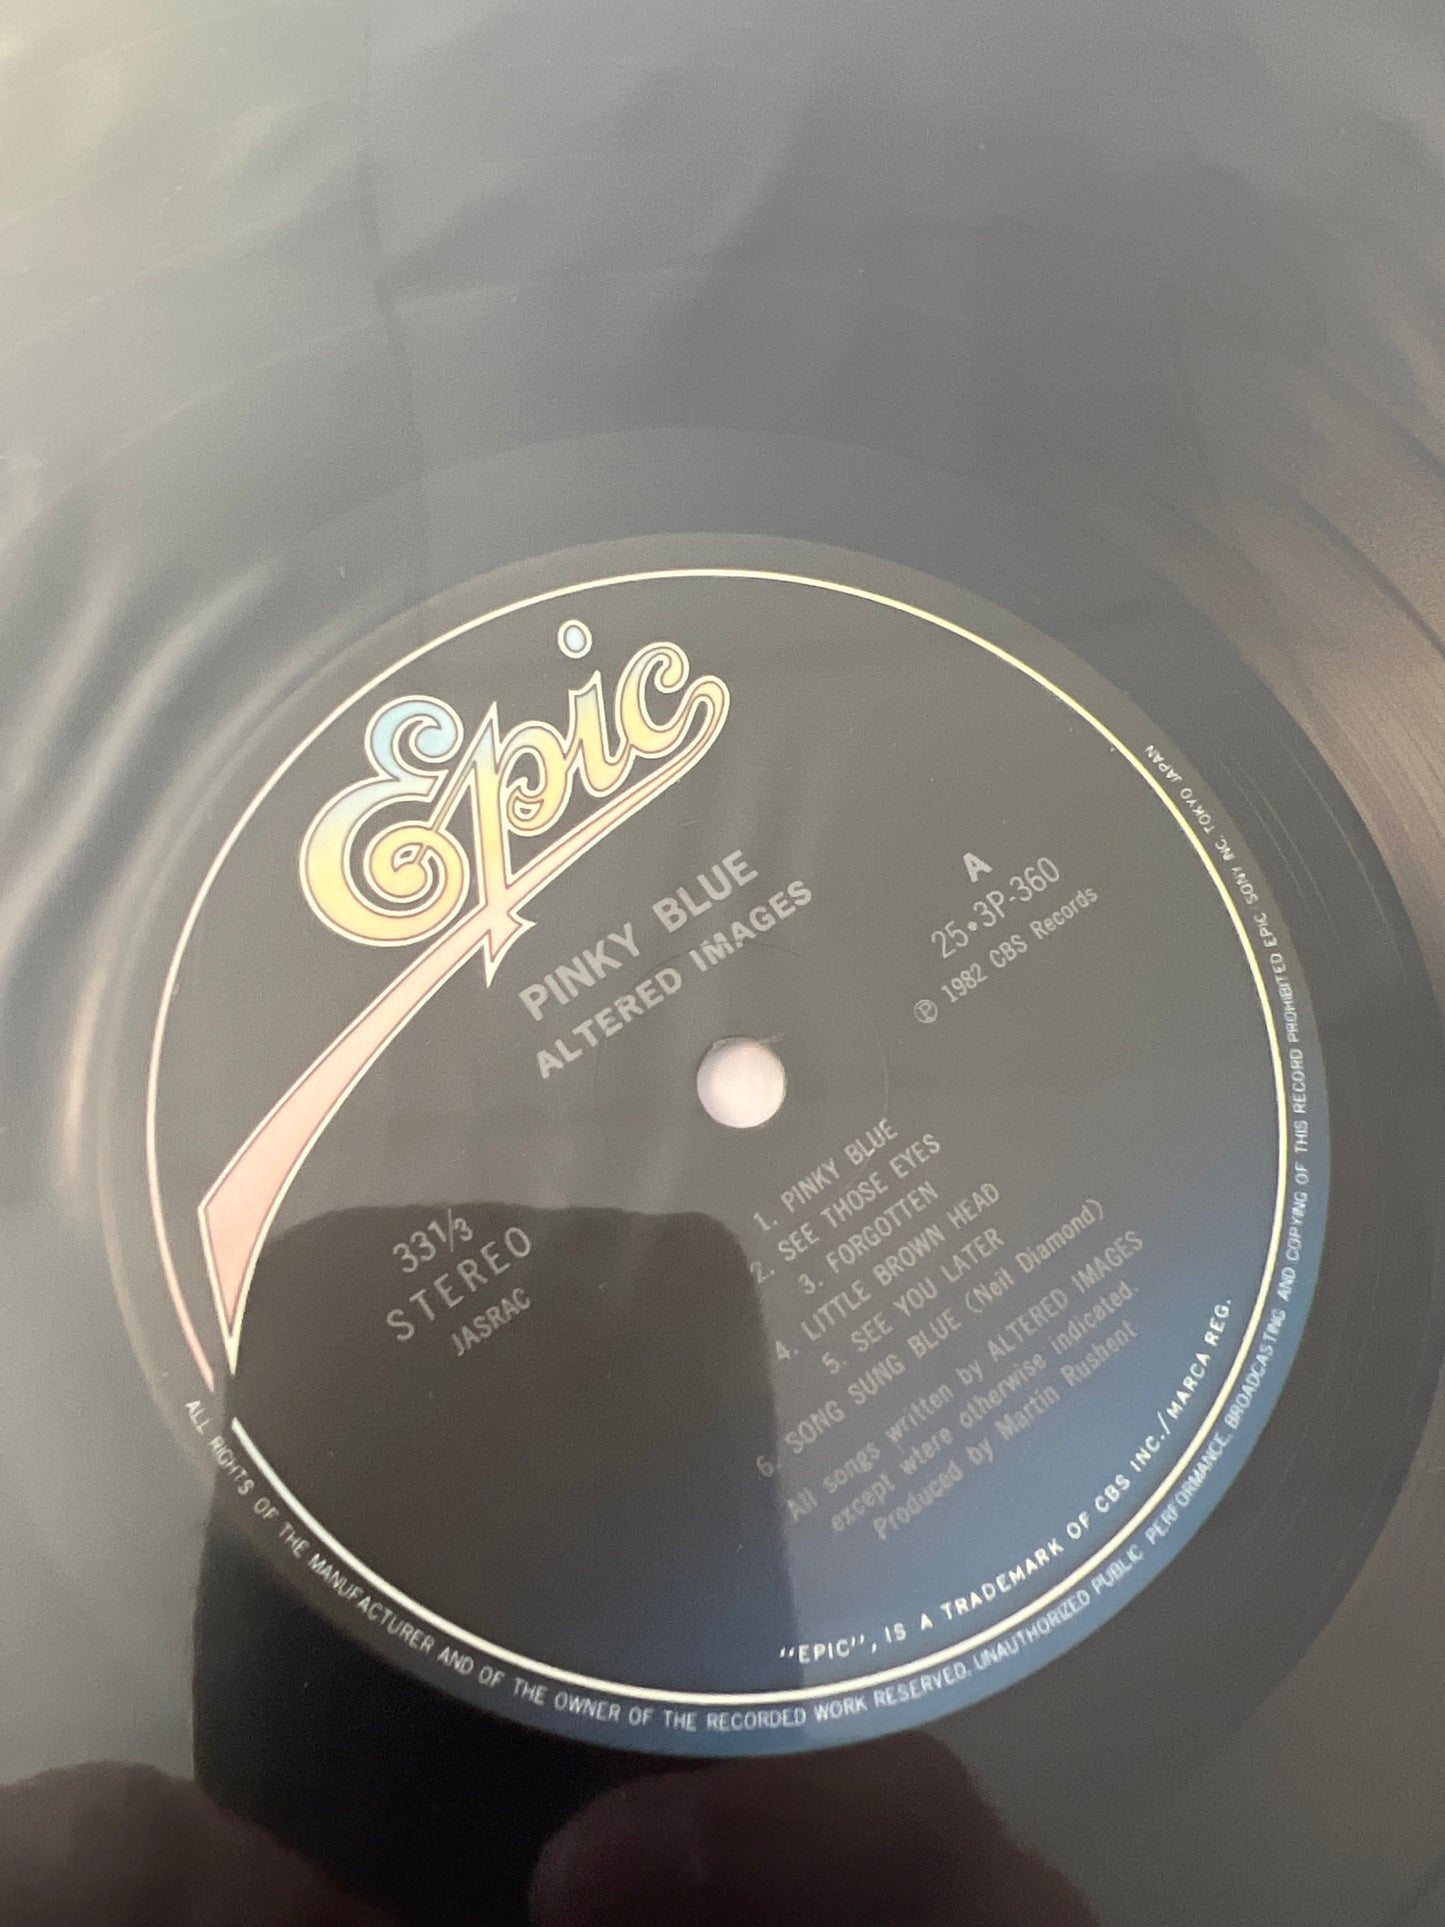 Epic
PINKY BLUE
ALTERED IMAGES
A
25•3P-360
Ⓟ 1982 CBS Records
33⅓
STEREO
JASRAC
1. PINKY BLUE
2. SEE THOSE EYES
3. FORGOTTEN
4. LITTLE BROWN HEAD
5. SEE YOU LATER
6. SONG SUNG BLUE (Neil Diamond)
All songs written by ALTERED IMAGES
except wtere otherwise indicated.
Produced by Martin Rushent
"EPIC", IS A TRADEMARK OF CBS INC./MARCA REG.
ALL RIGHTS OF THE MANUFACTURER AND OF THE OWNER OF THE RECORDED WORK RESERVED. UNAUTHORIZED PUBLIC PERFORMANCE, BROADCASTING AND COPYING OF THIS RECORD PROHIBITED EPIC/SONY INC. TOKYO JAPAN